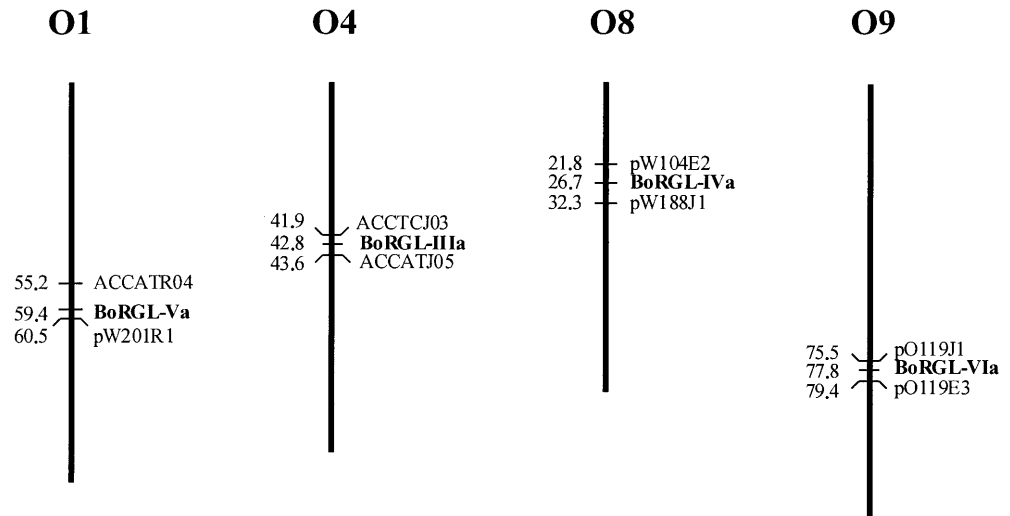 O1 O4 O8 O9
21.8 pW104E2
26.7 BoRGL-IVa
32.3 pW188J1
41.9 ACCTCJ03
42.8 BoRGL-IIIa
43.6 ACCATJ05
55.2 ACCATR04
59.4 BoRGL-Va
60.5 pW201R1
75.5 pO119J1
77.8 BoRGL-VIa
79.4 pO119E3